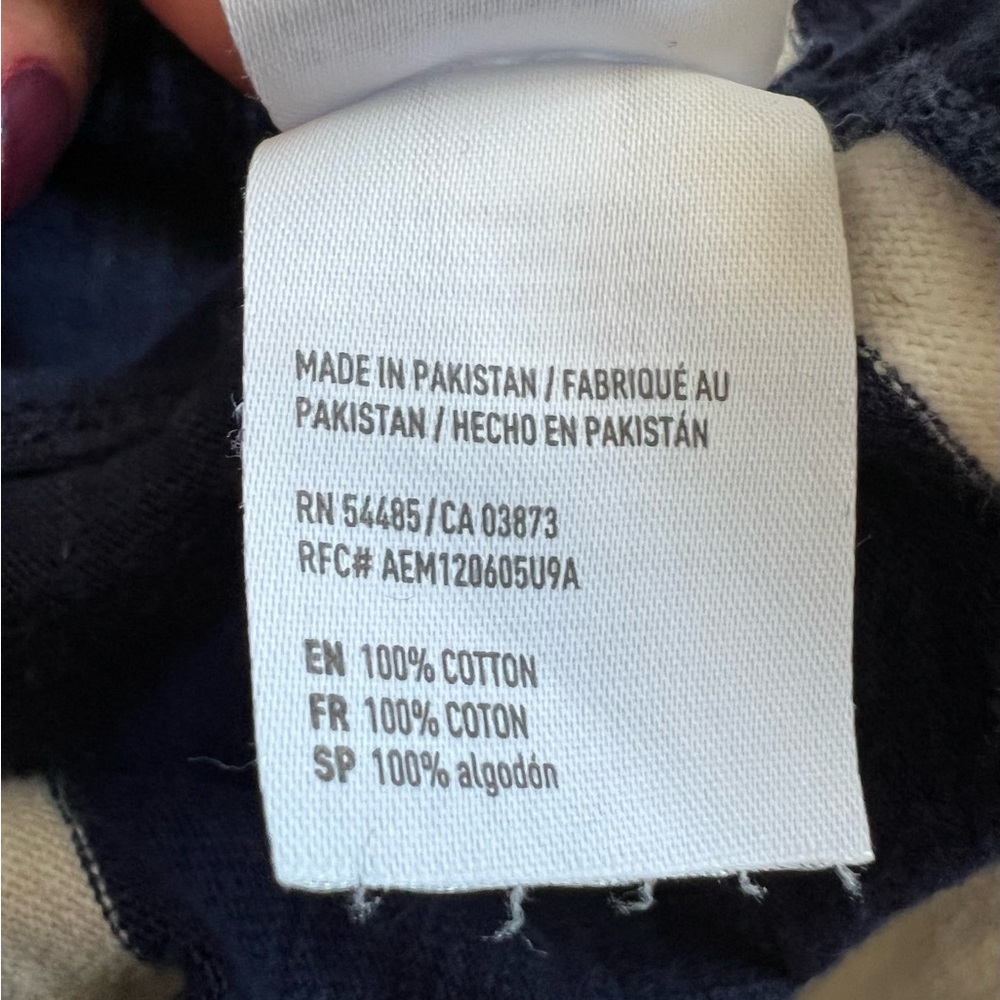 MADE IN PAKISTAN / FABRIQUÉ AU
PAKISTAN / HECHO EN PAKISTÁN
RN 54485/CA 03873
RFC# AEM120605U9A
EN 100% COTTON
FR 100% COTON
SP 100% algodón